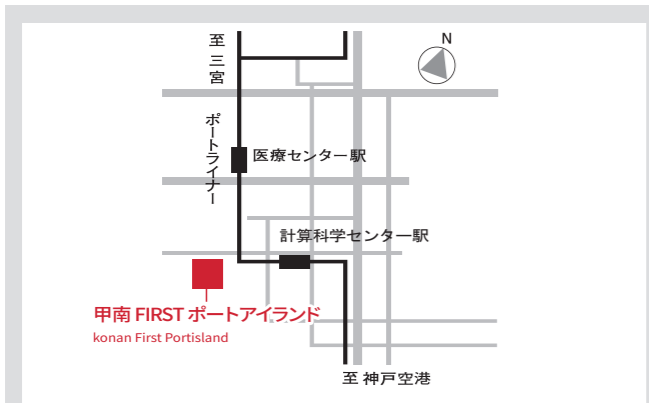 至三宮
N
ポートライナー
医療センター駅
計算科学センター駅
甲南 FIRST ポートアイランド
konan First Portisland
至 神戸空港